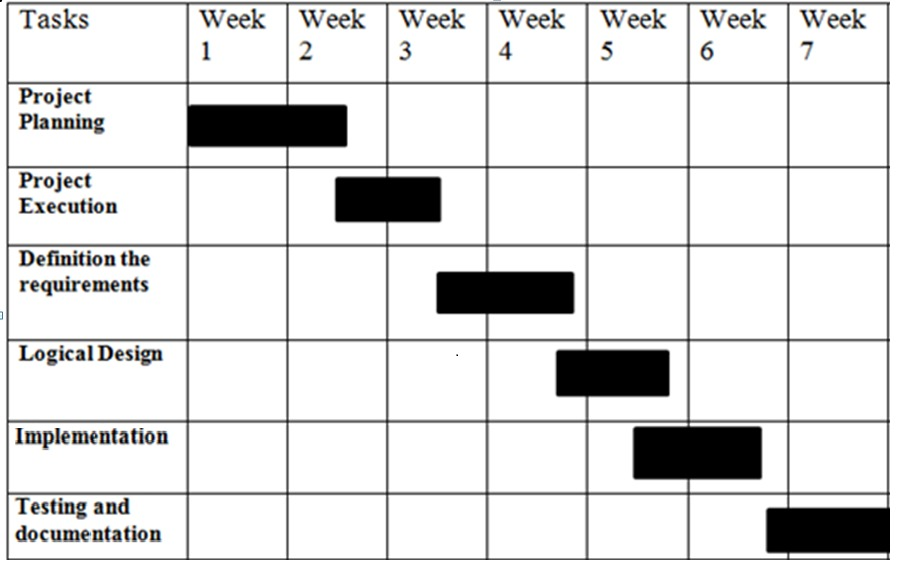 Tasks
Week
1
Week
2
Week
3
Week
4
Week
5
Week
6
Week
7
Project
Planning
Project
Execution
Definition the
requirements
Logical Design
Implementation
Testing and
documentation